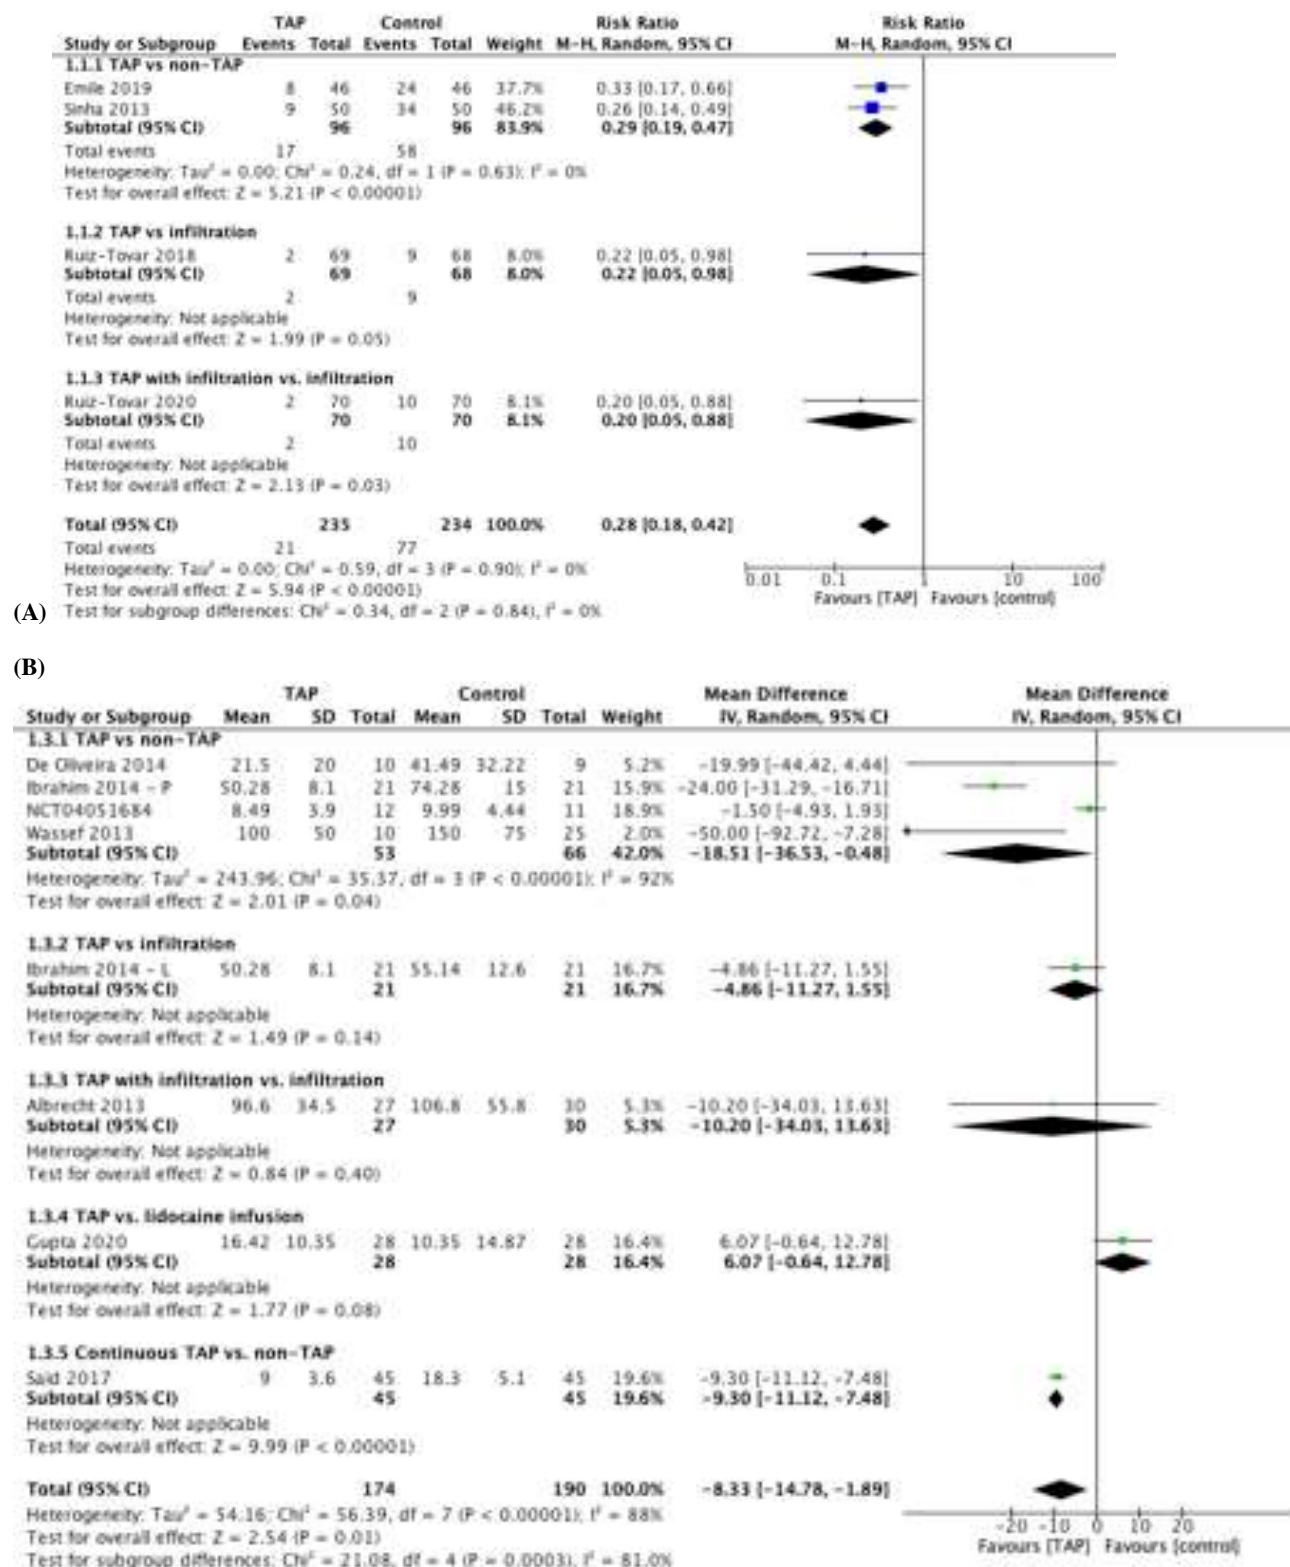 TAP Control Risk Ratio Risk Ratio
Study or Subgroup Events Total Events Total Weight M-H, Random, 95% CI M-H, Random, 95% CI
1.1.1 TAP vs non-TAP
Emile 2019 8 46 24 46 37.7% 0.33 [0.17, 0.66]
Sinha 2013 9 50 34 50 46.2% 0.26 [0.14, 0.49]
Subtotal (95% CI) 96 96 83.9% 0.29 [0.19, 0.47]
Total events 17 58
Heterogeneity: Tau² = 0.00; Chi² = 0.24, df = 1 (P = 0.63); I² = 0%
Test for overall effect: Z = 5.21 (P < 0.00001)
1.1.2 TAP vs infiltration
Ruiz-Tovar 2018 2 69 9 68 8.0% 0.22 [0.05, 0.98]
Subtotal (95% CI) 69 68 8.0% 0.22 [0.05, 0.98]
Total events 2 9
Heterogeneity: Not applicable
Test for overall effect: Z = 1.99 (P = 0.05)
1.1.3 TAP with infiltration vs. infiltration
Ruiz-Tovar 2020 2 70 10 70 8.1% 0.20 [0.05, 0.88]
Subtotal (95% CI) 70 70 8.1% 0.20 [0.05, 0.88]
Total events 2 10
Heterogeneity: Not applicable
Test for overall effect: Z = 2.13 (P = 0.03)
Total (95% CI) 235 234 100.0% 0.28 [0.18, 0.42]
Total events 21 77
Heterogeneity: Tau² = 0.00; Chi² = 0.59, df = 3 (P = 0.90); I² = 0%
Test for overall effect: Z = 5.94 (P < 0.00001)
Test for subgroup differences: Chi² = 0.34, df = 2 (P = 0.84), I² = 0%
0.01 0.1 1 10 100
Favours [TAP] Favours [control]
(A)
(B)
TAP Control Mean Difference Mean Difference
Study or Subgroup Mean SD Total Mean SD Total Weight IV, Random, 95% CI IV, Random, 95% CI
1.3.1 TAP vs non-TAP
De Oliveira 2014 21.5 20 10 41.49 32.22 9 5.2% -19.99 [-44.42, 4.44]
Ibrahim 2014 - P 50.28 8.1 21 74.28 15 21 15.9% -24.00 [-31.29, -16.71]
NCT04051684 8.49 3.9 12 9.99 4.44 11 18.9% -1.50 [-4.93, 1.93]
Wassef 2013 100 50 10 150 75 25 2.0% -50.00 [-92.72, -7.28]
Subtotal (95% CI) 53 66 42.0% -18.51 [-36.53, -0.48]
Heterogeneity: Tau² = 243.96; Chi² = 35.37, df = 3 (P < 0.00001); I² = 92%
Test for overall effect: Z = 2.01 (P = 0.04)
1.3.2 TAP vs infiltration
Ibrahim 2014 - L 50.28 8.1 21 55.14 12.6 21 16.7% -4.86 [-11.27, 1.55]
Subtotal (95% CI) 21 21 16.7% -4.86 [-11.27, 1.55]
Heterogeneity: Not applicable
Test for overall effect: Z = 1.49 (P = 0.14)
1.3.3 TAP with infiltration vs. infiltration
Albrecht 2013 96.6 34.5 27 106.8 55.8 30 5.3% -10.20 [-34.03, 13.63]
Subtotal (95% CI) 27 30 5.3% -10.20 [-34.03, 13.63]
Heterogeneity: Not applicable
Test for overall effect: Z = 0.84 (P = 0.40)
1.3.4 TAP vs. lidocaine infusion
Gupta 2020 16.42 10.35 28 10.35 14.87 28 16.4% 6.07 [-0.64, 12.78]
Subtotal (95% CI) 28 28 16.4% 6.07 [-0.64, 12.78]
Heterogeneity: Not applicable
Test for overall effect: Z = 1.77 (P = 0.08)
1.3.5 Continuous TAP vs. non-TAP
Said 2017 9 3.6 45 18.3 5.1 45 19.6% -9.30 [-11.12, -7.48]
Subtotal (95% CI) 45 45 19.6% -9.30 [-11.12, -7.48]
Heterogeneity: Not applicable
Test for overall effect: Z = 9.99 (P < 0.00001)
Total (95% CI) 174 190 100.0% -8.33 [-14.78, -1.89]
Heterogeneity: Tau² = 54.16; Chi² = 56.39, df = 7 (P < 0.00001); I² = 88%
Test for overall effect: Z = 2.54 (P = 0.01)
Test for subgroup differences: Chi² = 21.08, df = 4 (P = 0.0003), I² = 81.0%
-20 -10 0 10 20
Favours [TAP] Favours [control]